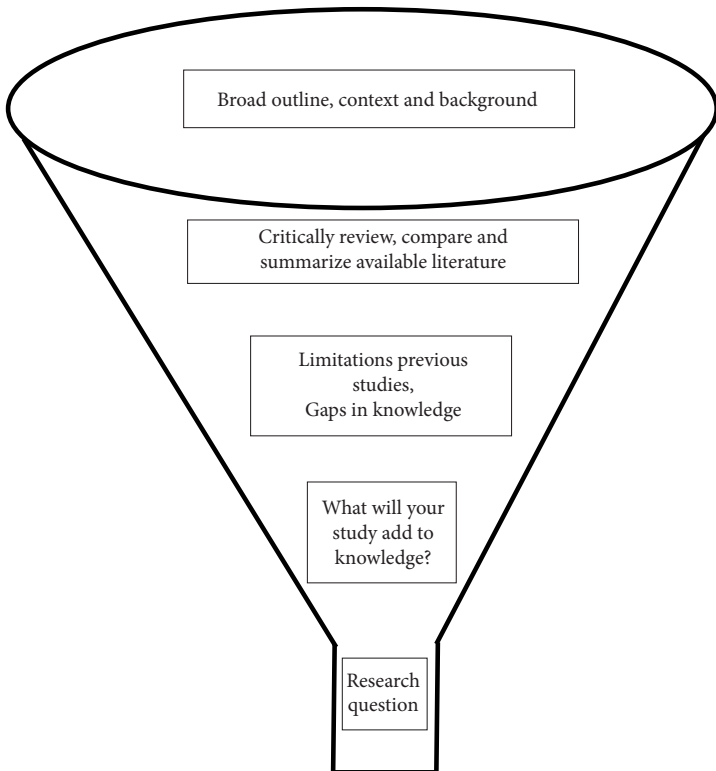 Broad outline, context and background
Critically review, compare and
summarize available literature
Limitations previous
studies,
Gaps in knowledge
What will your
study add to
knowledge?
Research
question